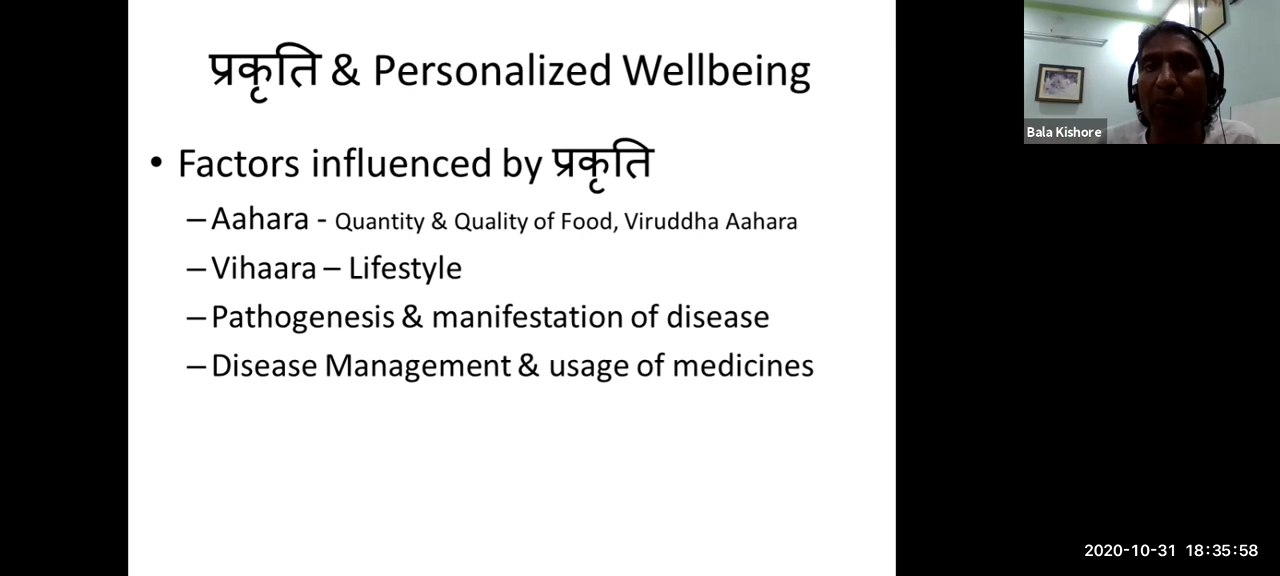 प्रकृति & Personalized Wellbeing
• Factors influenced by प्रकृति
– Aahara - Quantity & Quality of Food, Viruddha Aahara
– Vihaara – Lifestyle
– Pathogenesis & manifestation of disease
– Disease Management & usage of medicines
Bala Kishore
2020-10-31 18:35:58